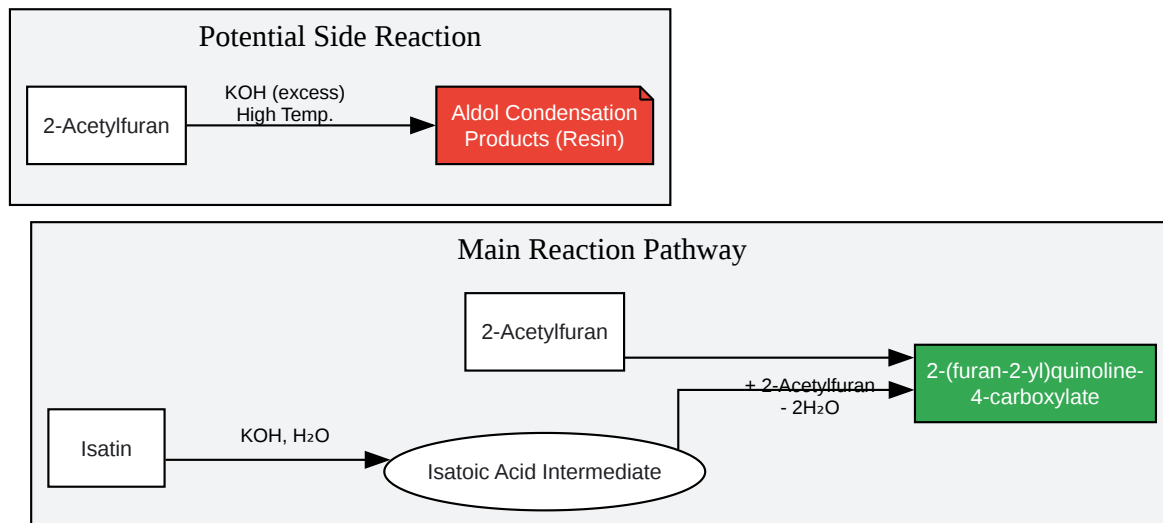 Potential Side Reaction
2-Acetylfuran
KOH (excess)
High Temp.
Aldol Condensation
Products (Resin)
Main Reaction Pathway
2-Acetylfuran
2-(furan-2-yl)quinoline-
4-carboxylate
+ 2-Acetylfuran
- 2H₂O
Isatin
KOH, H₂O
Isatoic Acid Intermediate